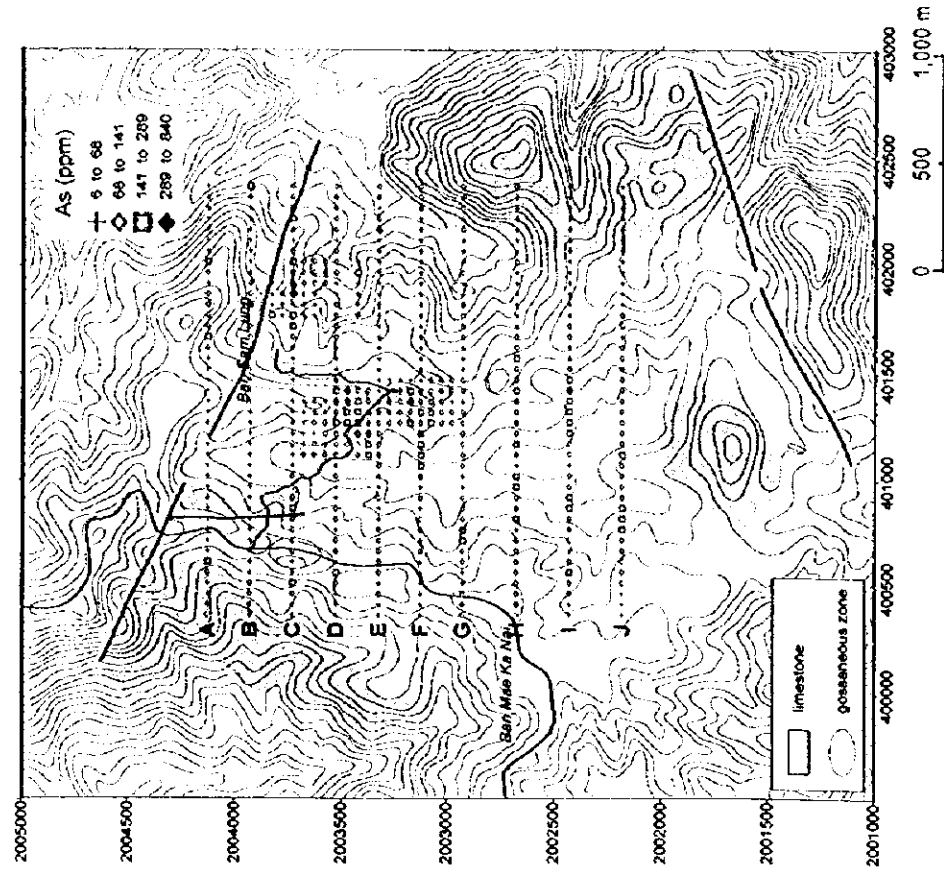 As (ppm)
6 to 68
68 to 141
141 to 289
289 to 840
Ban Sam Lung
A
B
C
D
E
F
G
H
I
J
Ban Mae Ka Nai
limestone
gossaneous zone
2005000
2004500
2004000
2003500
2003000
2002500
2002000
2001500
2001000
400000
400500
401000
401500
402000
402500
403000
0 500 1 000 m